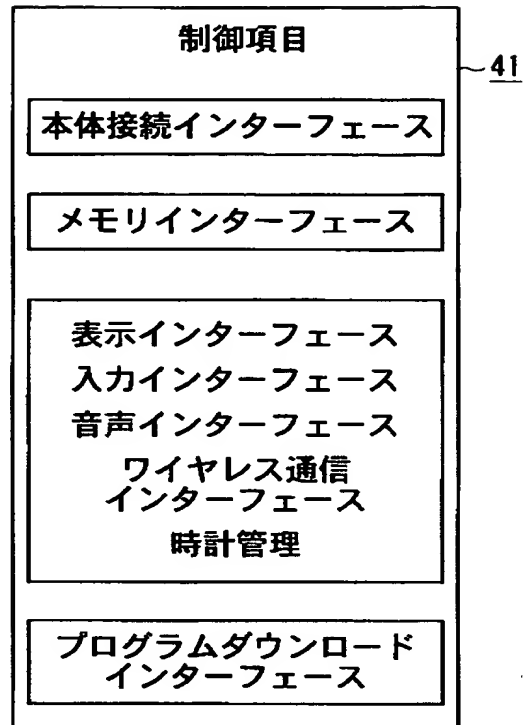 制御項目
41
本体接続インターフェース
メモリインターフェース
表示インターフェース
入力インターフェース
音声インターフェース
ワイヤレス通信
インターフェース
時計管理
プログラムダウンロード
インターフェース